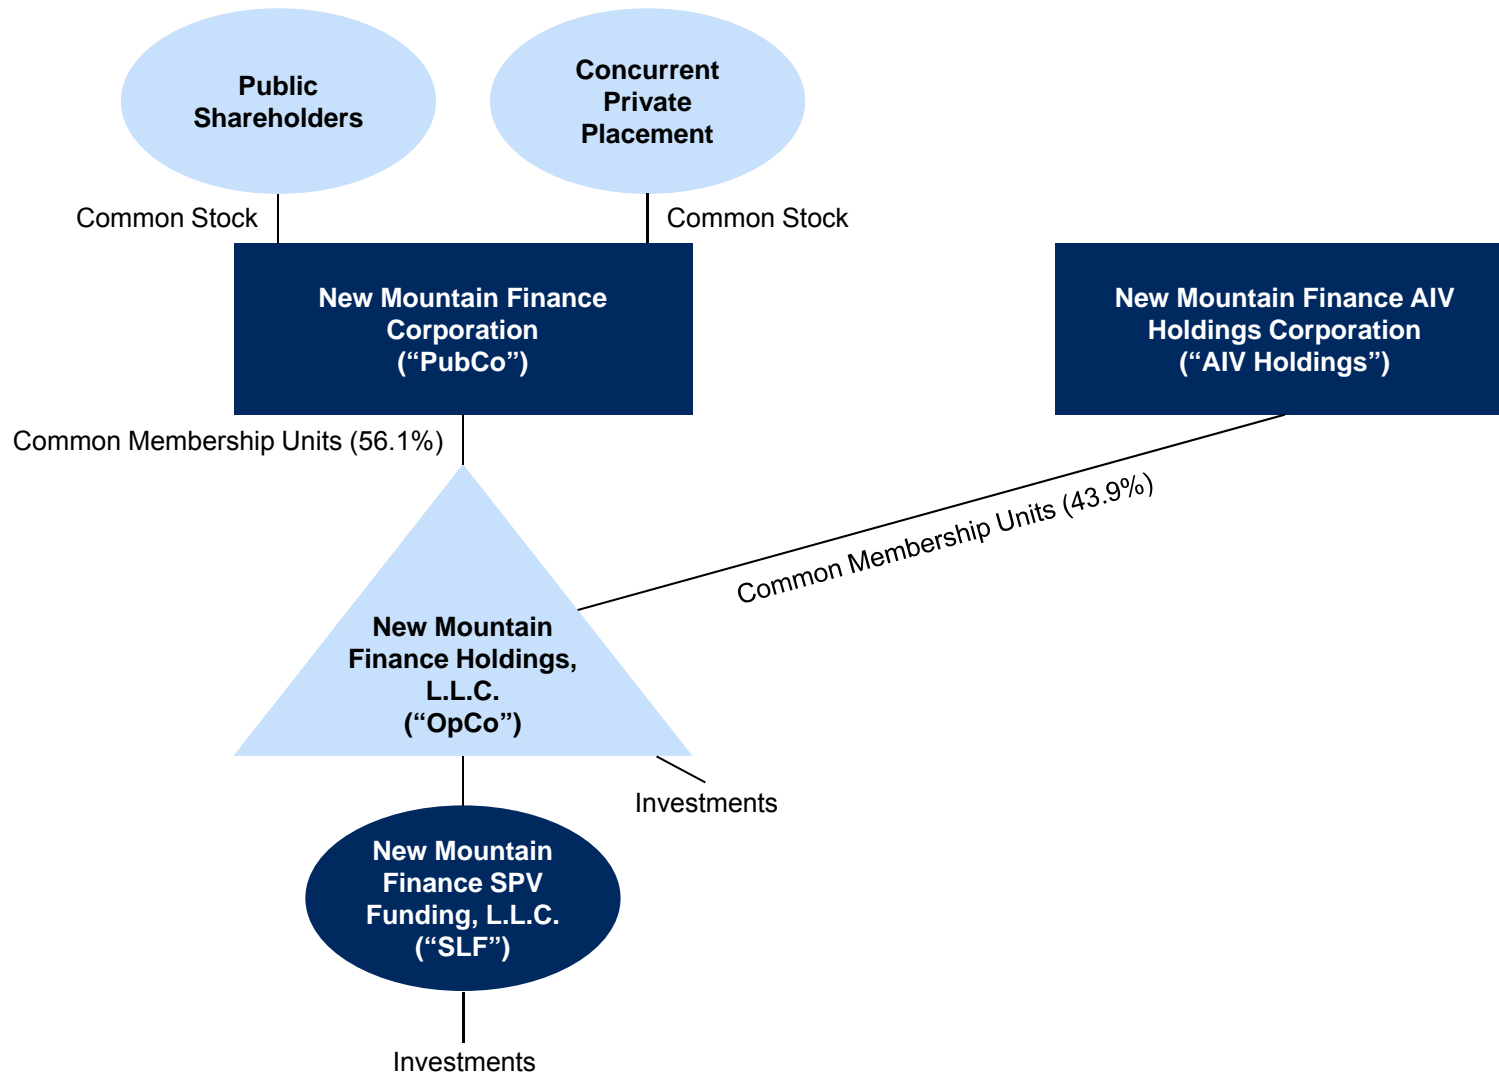 Public
Shareholders
Concurrent
Private
Placement
Common Stock
Common Stock
New Mountain Finance
Corporation
(“PubCo”)
New Mountain Finance AIV
Holdings Corporation
(“AIV Holdings”)
Common Membership Units (56.1%)
Common Membership Units (43.9%)
New Mountain
Finance Holdings,
L.L.C.
(“OpCo”)
Investments
New Mountain
Finance SPV
Funding, L.L.C.
(“SLF”)
Investments